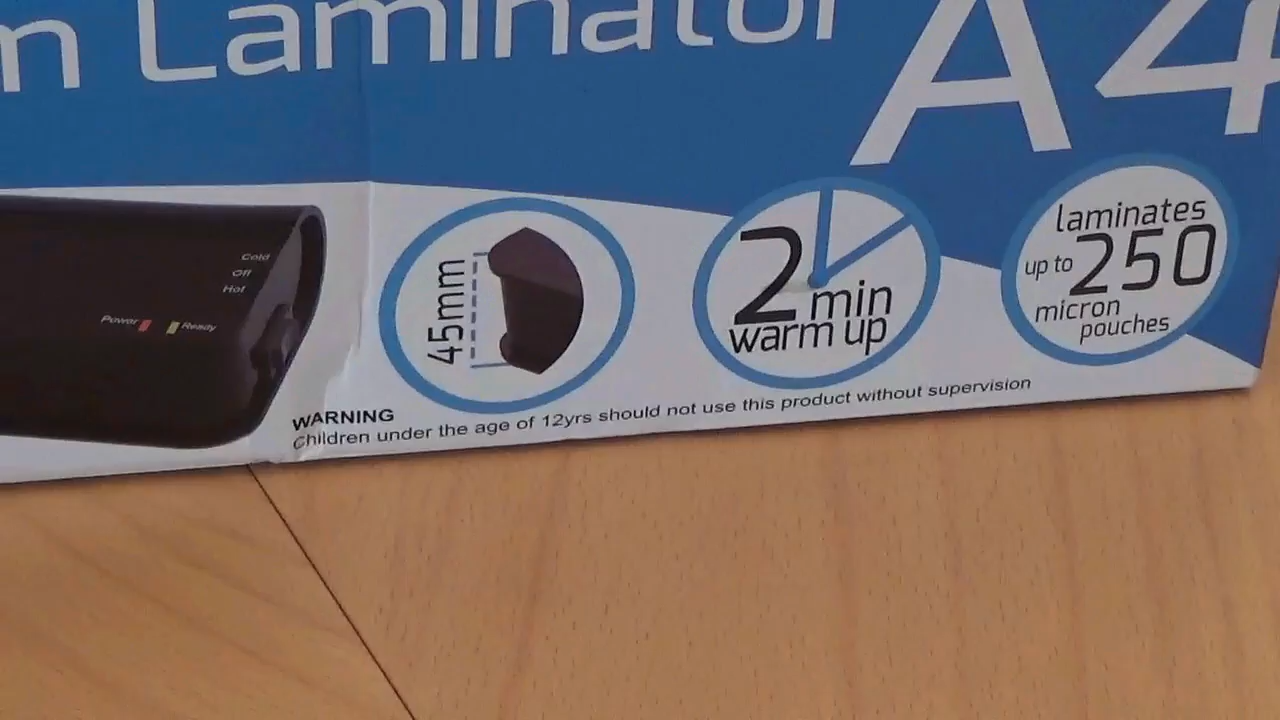 Laminator A4
Cold
Off
Hot
Power Ready
45mm
2 min
warm up
laminates
up to 250
micron
pouches
WARNING
Children under the age of 12yrs should not use this product without supervision